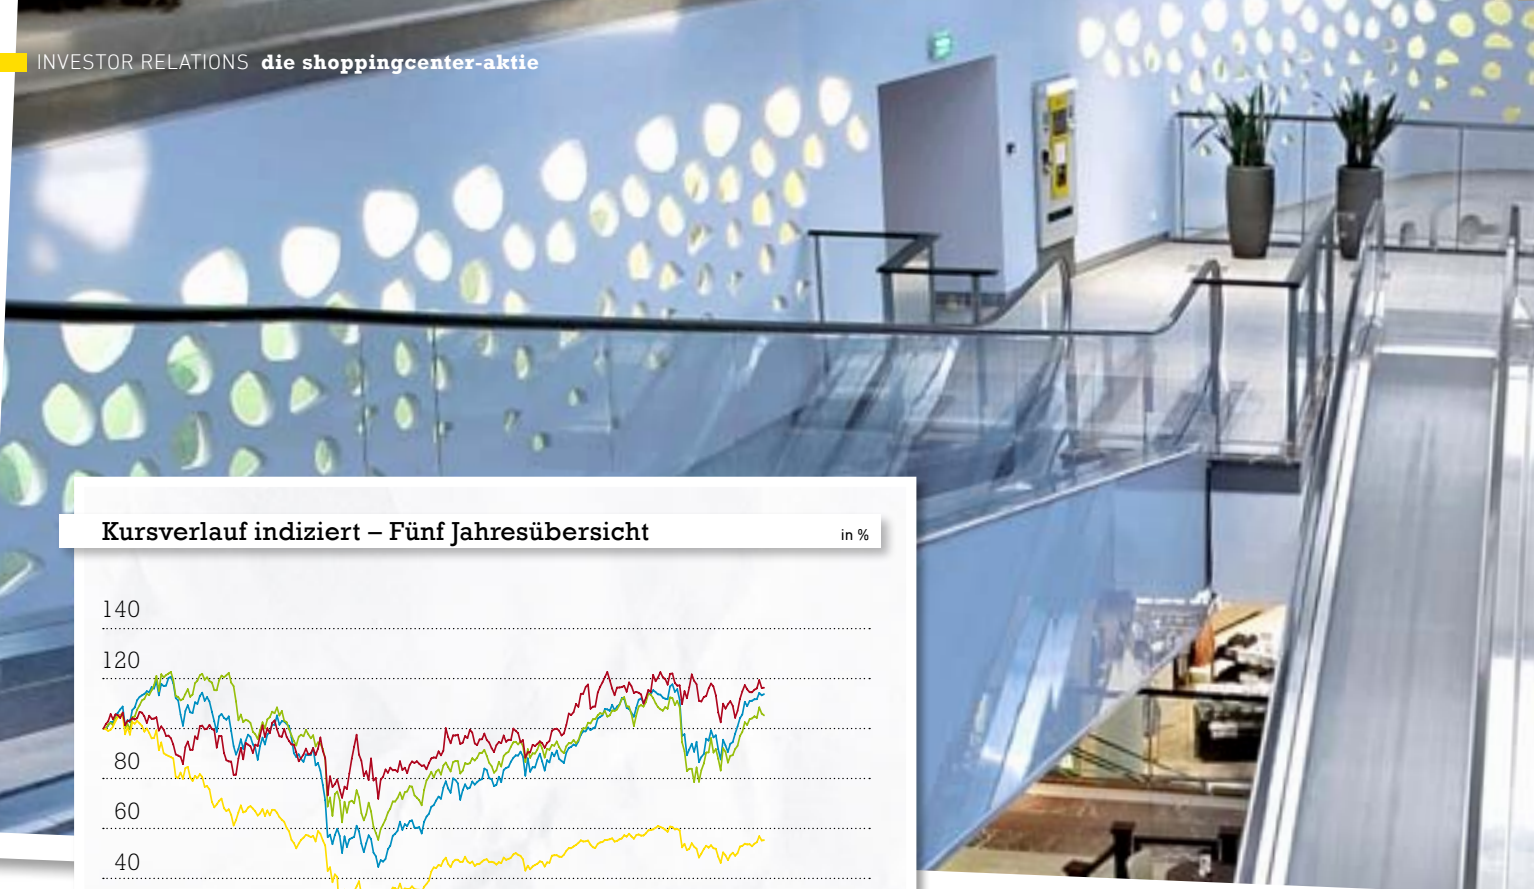 INVESTOR RELATIONS die shoppingcenter-aktie
Kursverlauf indiziert – Fünf Jahresübersicht in %
140
120
80
60
40